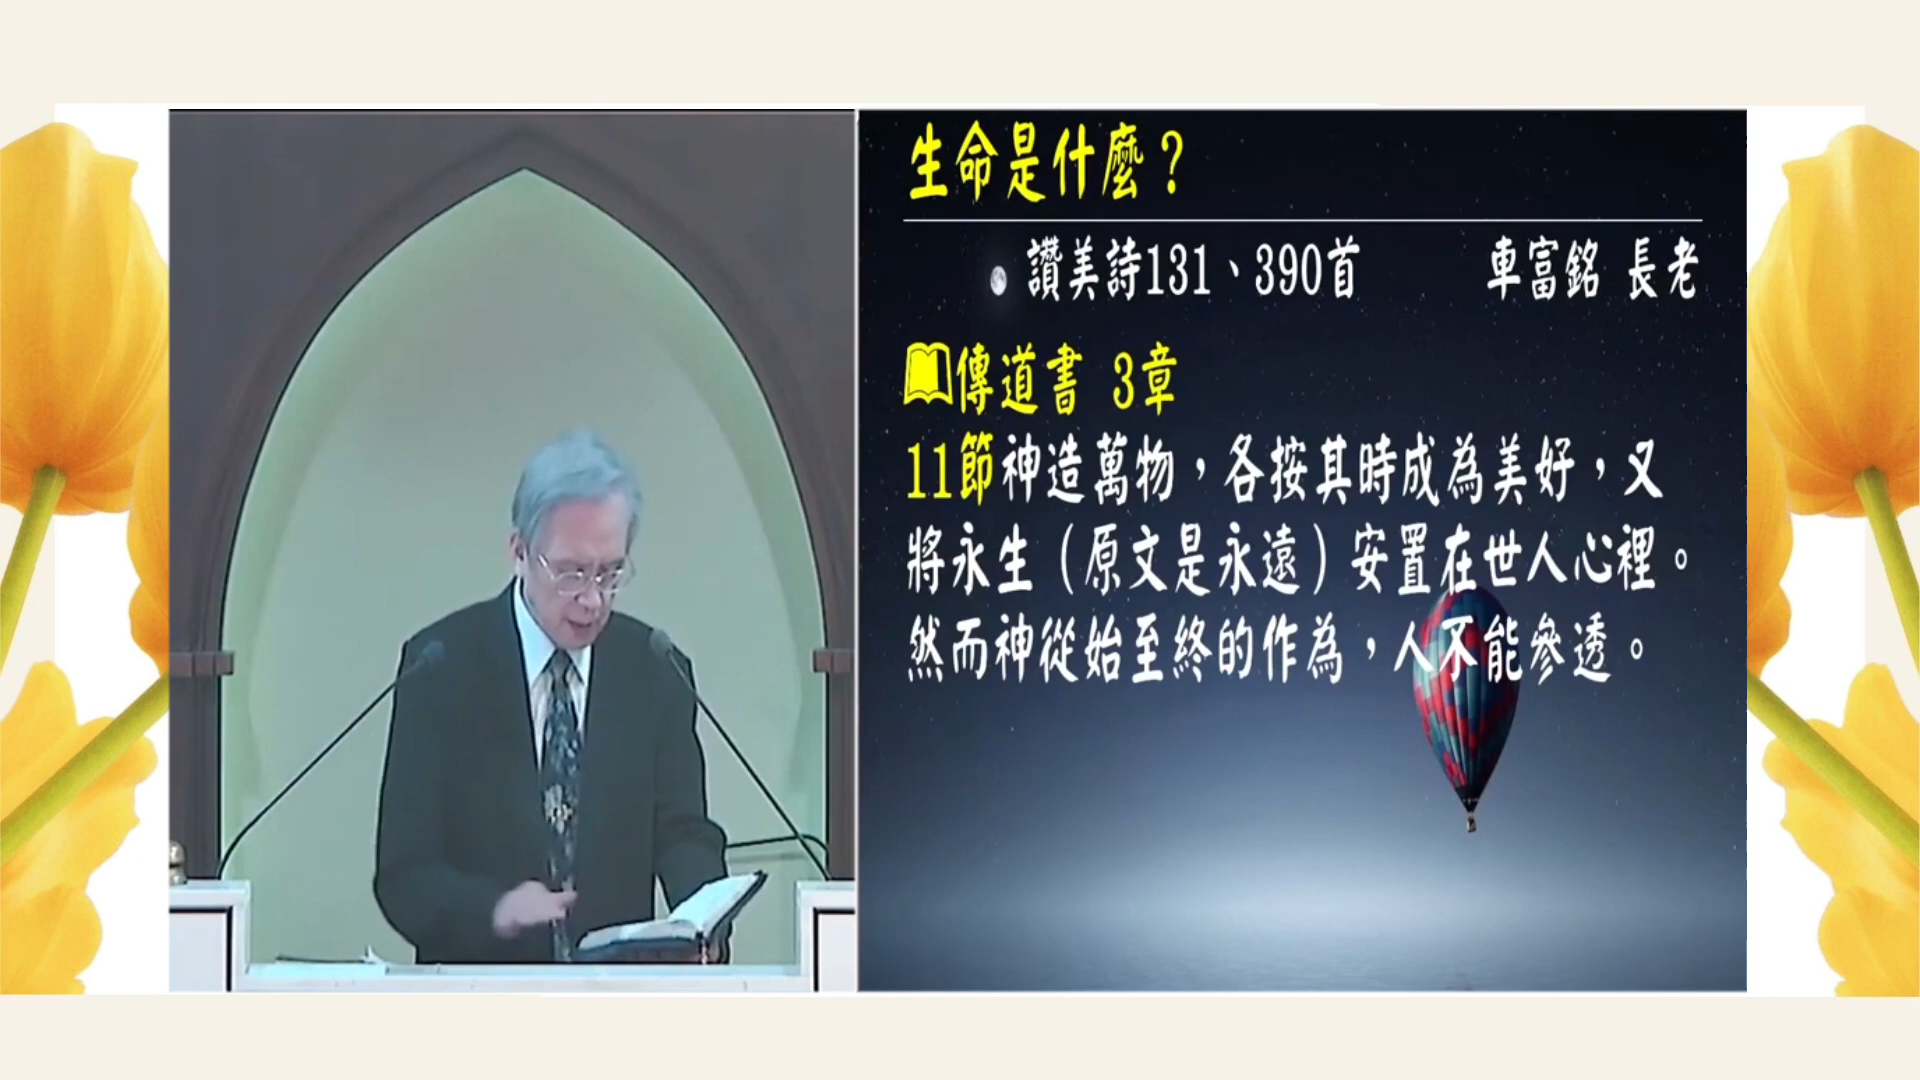 生命是什麼？
讚美詩131、390首 車富銘 長老
傳道書 3章
11節神造萬物，各按其時成為美好，又
將永生（原文是永遠）安置在世人心裡。
然而神從始至終的作為，人不能參透。